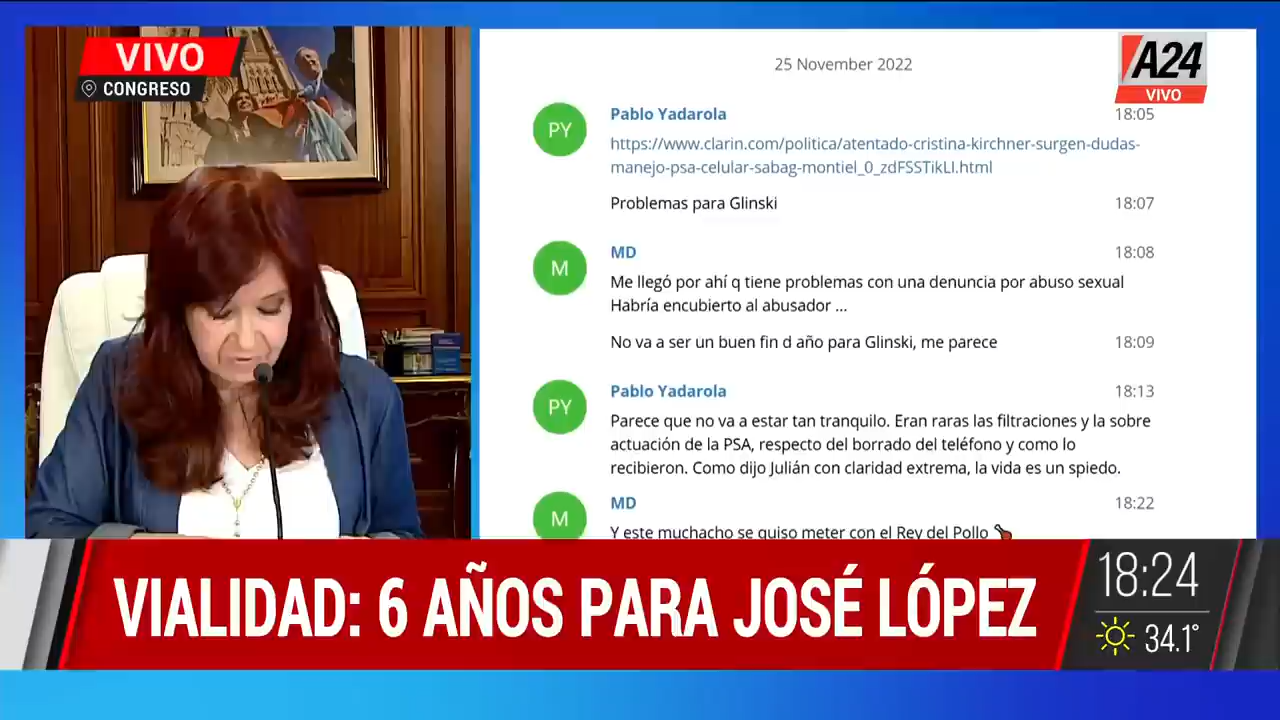 VIVO
CONGRESO
A24
VIVO
25 November 2022
PY
Pablo Yadarola
18:05
https://www.clarin.com/politica/atentado-cristina-kirchner-surgen-dudas-
manejo-psa-celular-sabag-montiel_0_zdFSSTikLI.html
Problemas para Glinski
18:07
M
MD
18:08
Me llegó por ahí q tiene problemas con una denuncia por abuso sexual
Habría encubierto al abusador ...
No va a ser un buen fin d año para Glinski, me parece
18:09
PY
Pablo Yadarola
18:13
Parece que no va a estar tan tranquilo. Eran raras las filtraciones y la sobre
actuación de la PSA, respecto del borrado del teléfono y como lo
recibieron. Como dijo Julián con claridad extrema, la vida es un spiedo.
M
MD
18:22
Y este muchacho se quiso meter con el Rey del Pollo 🍗
VIALIDAD: 6 AÑOS PARA JOSÉ LÓPEZ
18:24
34.1°